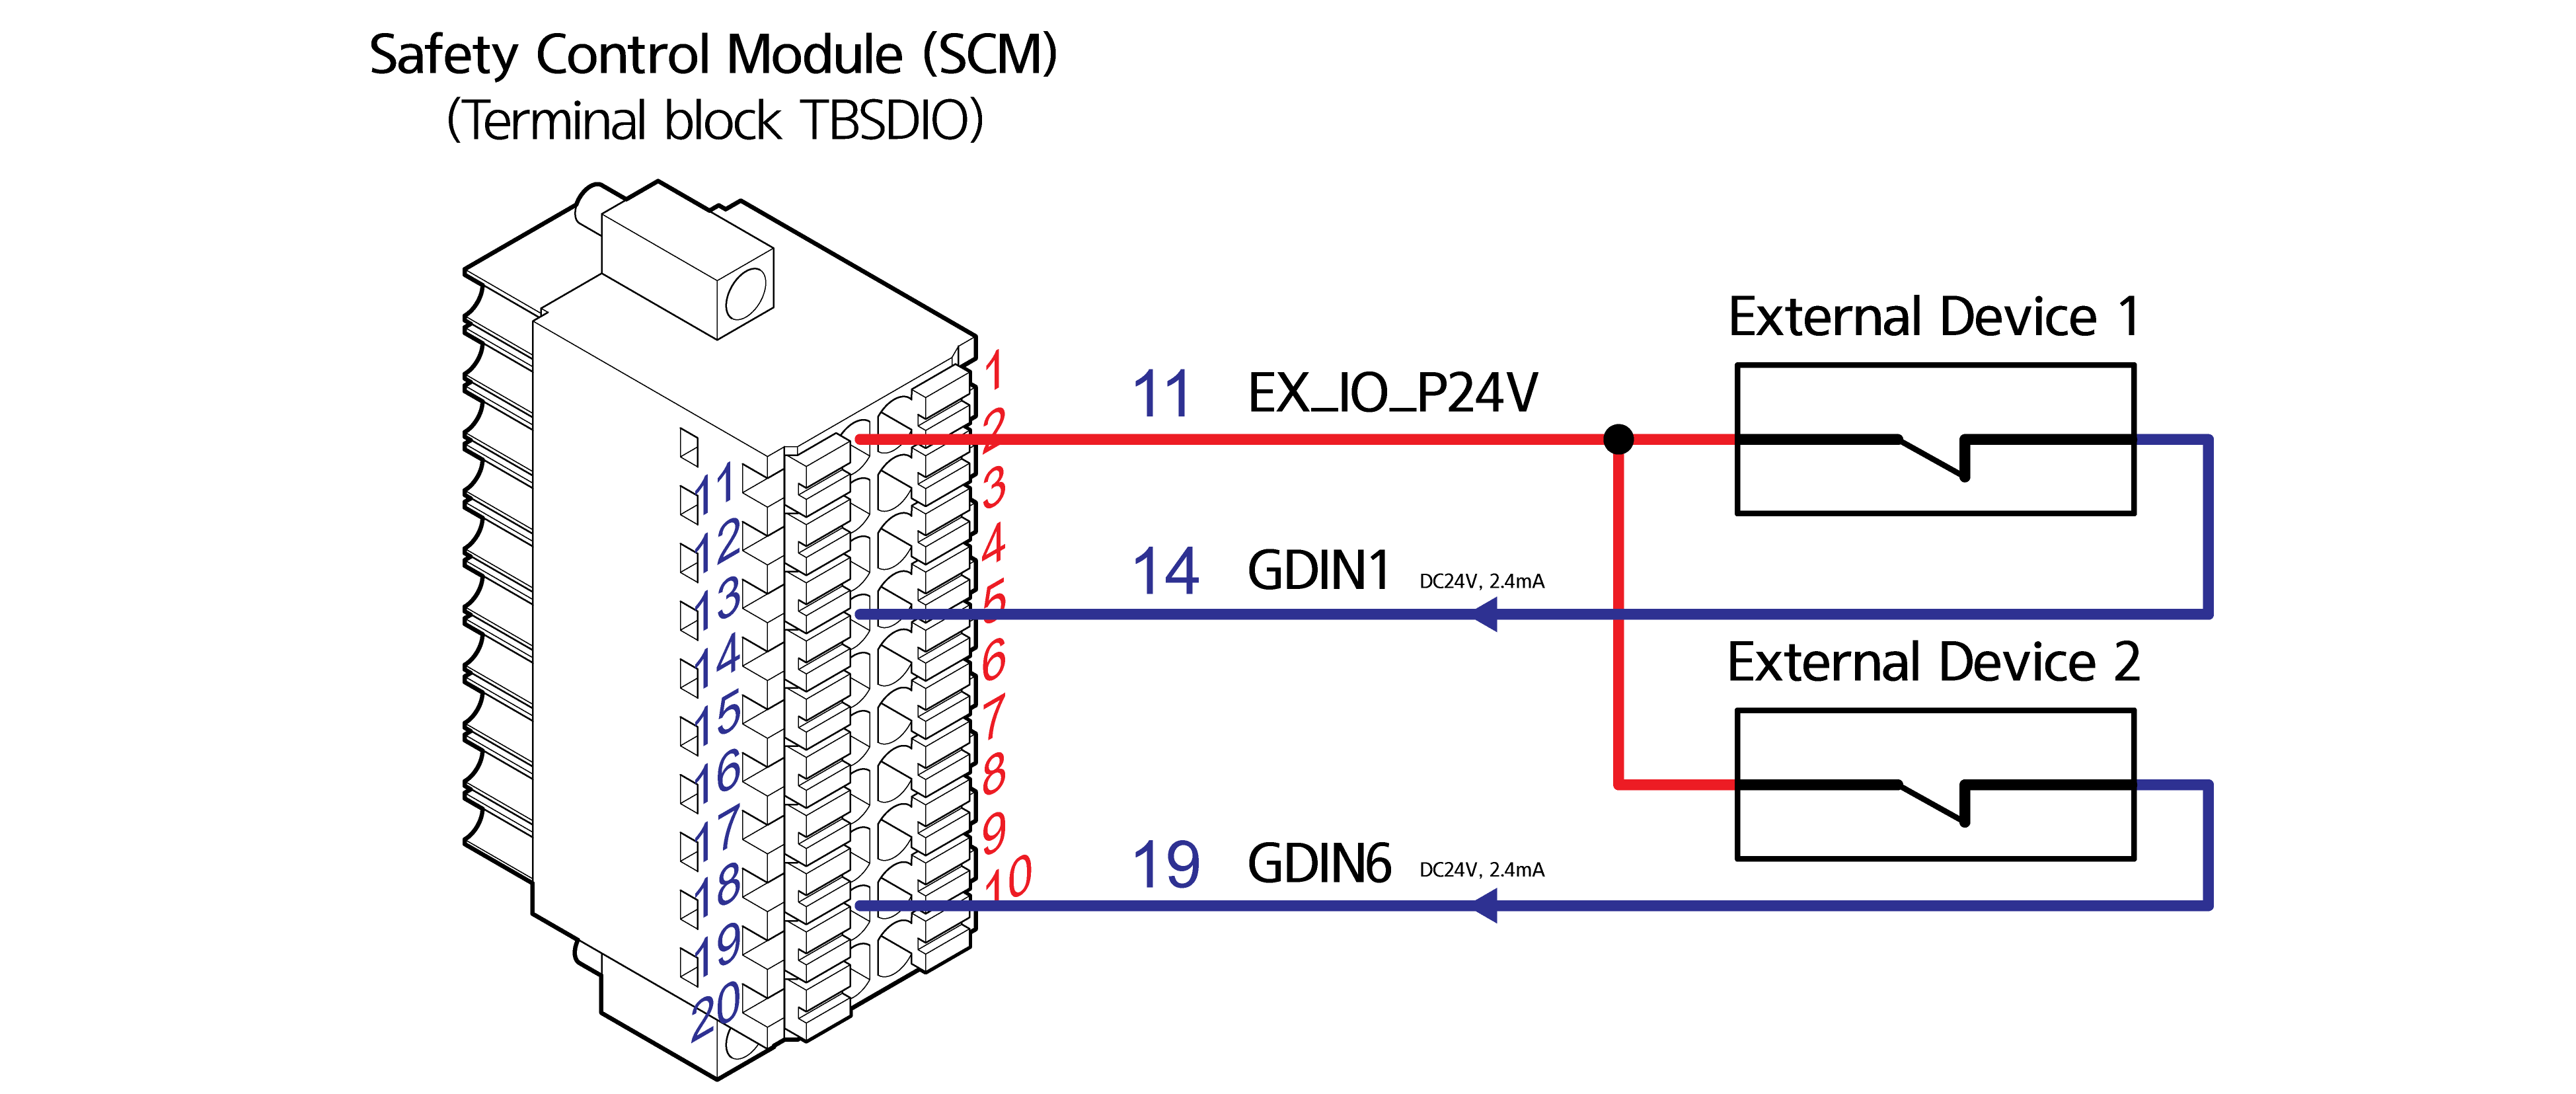 Safety Control Module (SCM)
(Terminal block TBSDIO)
1
2
3
4
5
6
7
8
9
10
11
12
13
14
15
16
17
18
19
20
11 EX_IO_P24V
14 GDIN1 DC24V, 2.4mA
19 GDIN6 DC24V, 2.4mA
External Device 1
External Device 2